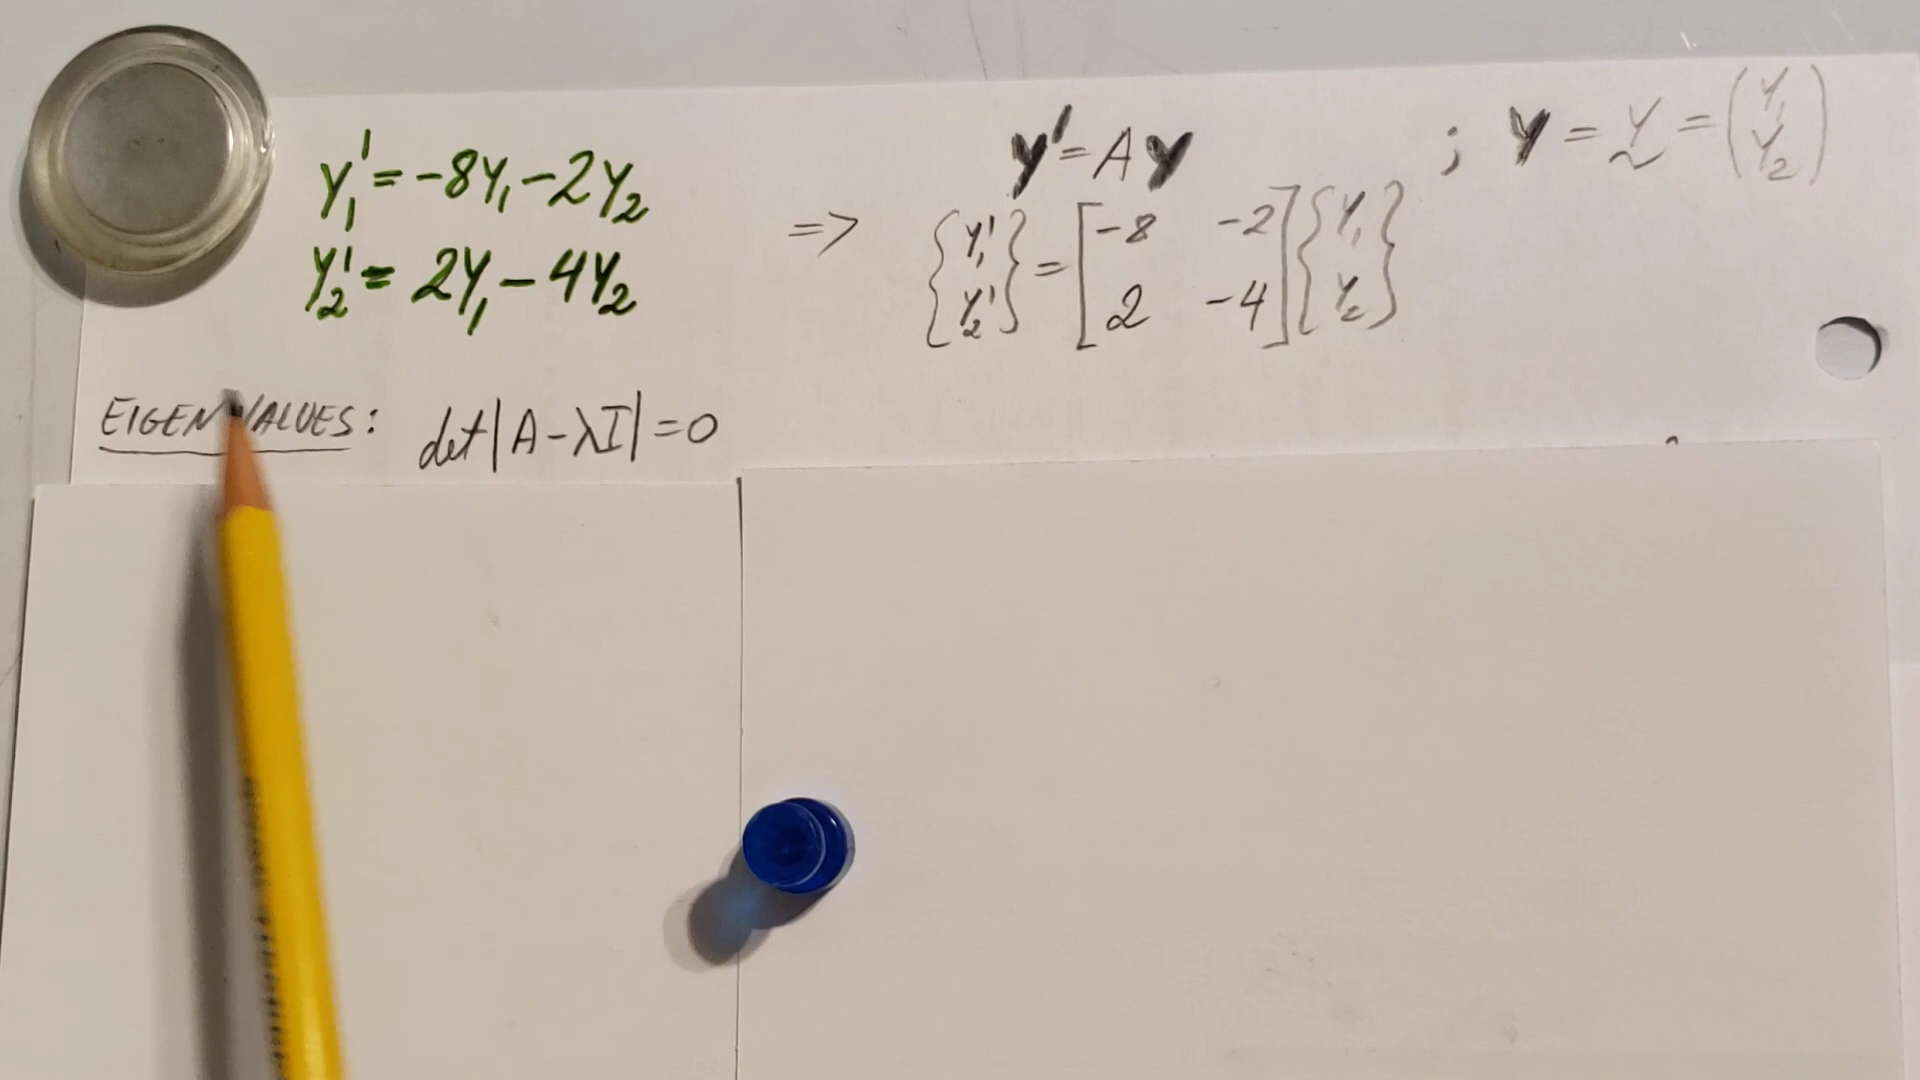 y₁' = -8y₁ - 2y₂
y₂' = 2y₁ - 4y₂
=>
y' = Ay ; y = y = (y₁ y₂)
{y₁' y₂'} = [-8 -2 2 -4] {y₁ y₂}
EIGENVALUES: det|A-λI| = 0